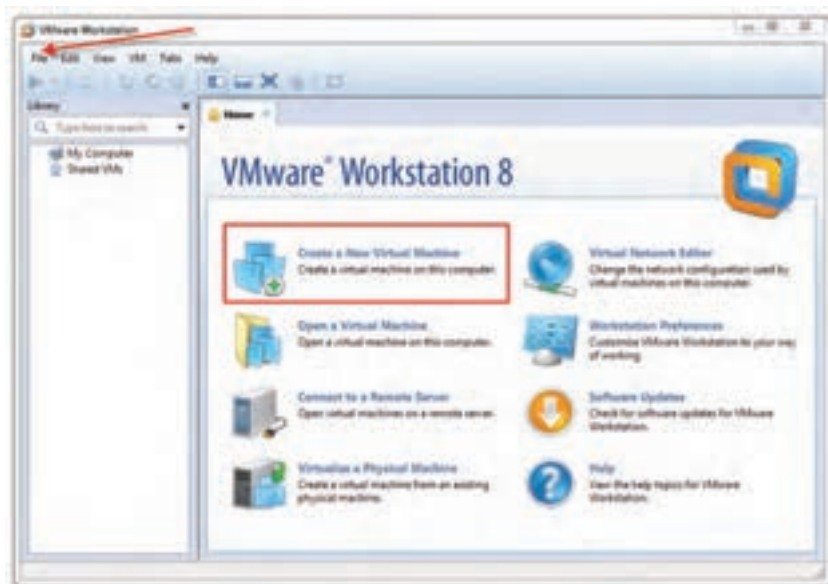 VMware Workstation
File Edit View VM Tabs Help
Library
Type here to search
My Computer
Shared VMs
Home
VMware® Workstation 8
Create a New Virtual Machine
Create a virtual machine on this computer.
Open a Virtual Machine
Open a virtual machine on this computer.
Connect to a Remote Server
Open virtual machines on a remote server.
Virtualize a Physical Machine
Create a virtual machine from an existing
physical machine.
Virtual Network Editor
Change the network configuration used by
virtual machines on this computer.
Workstation Preferences
Customize VMware Workstation to your way
of working.
Software Updates
Check for software updates for VMware
Workstation.
Help
View the help topics for VMware
Workstation.